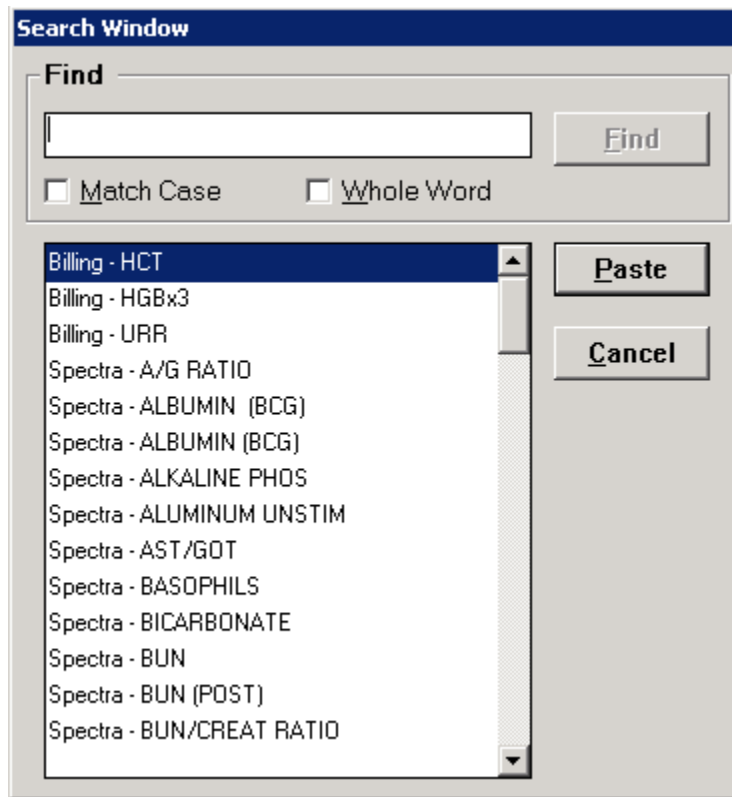 Search Window
Find
Find
Match Case Whole Word
Billing - HCT
Billing - HGBx3
Billing - URR
Spectra - A/G RATIO
Spectra - ALBUMIN  (BCG)
Spectra - ALBUMIN (BCG)
Spectra - ALKALINE PHOS
Spectra - ALUMINUM UNSTIM
Spectra - AST/GOT
Spectra - BASOPHILS
Spectra - BICARBONATE
Spectra - BUN
Spectra - BUN (POST)
Spectra - BUN/CREAT RATIO
Paste
Cancel